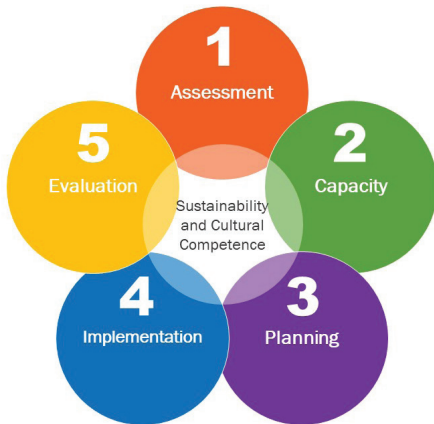 1
Assessment
2
Capacity
3
Planning
4
Implementation
5
Evaluation
Sustainability
and Cultural
Competence